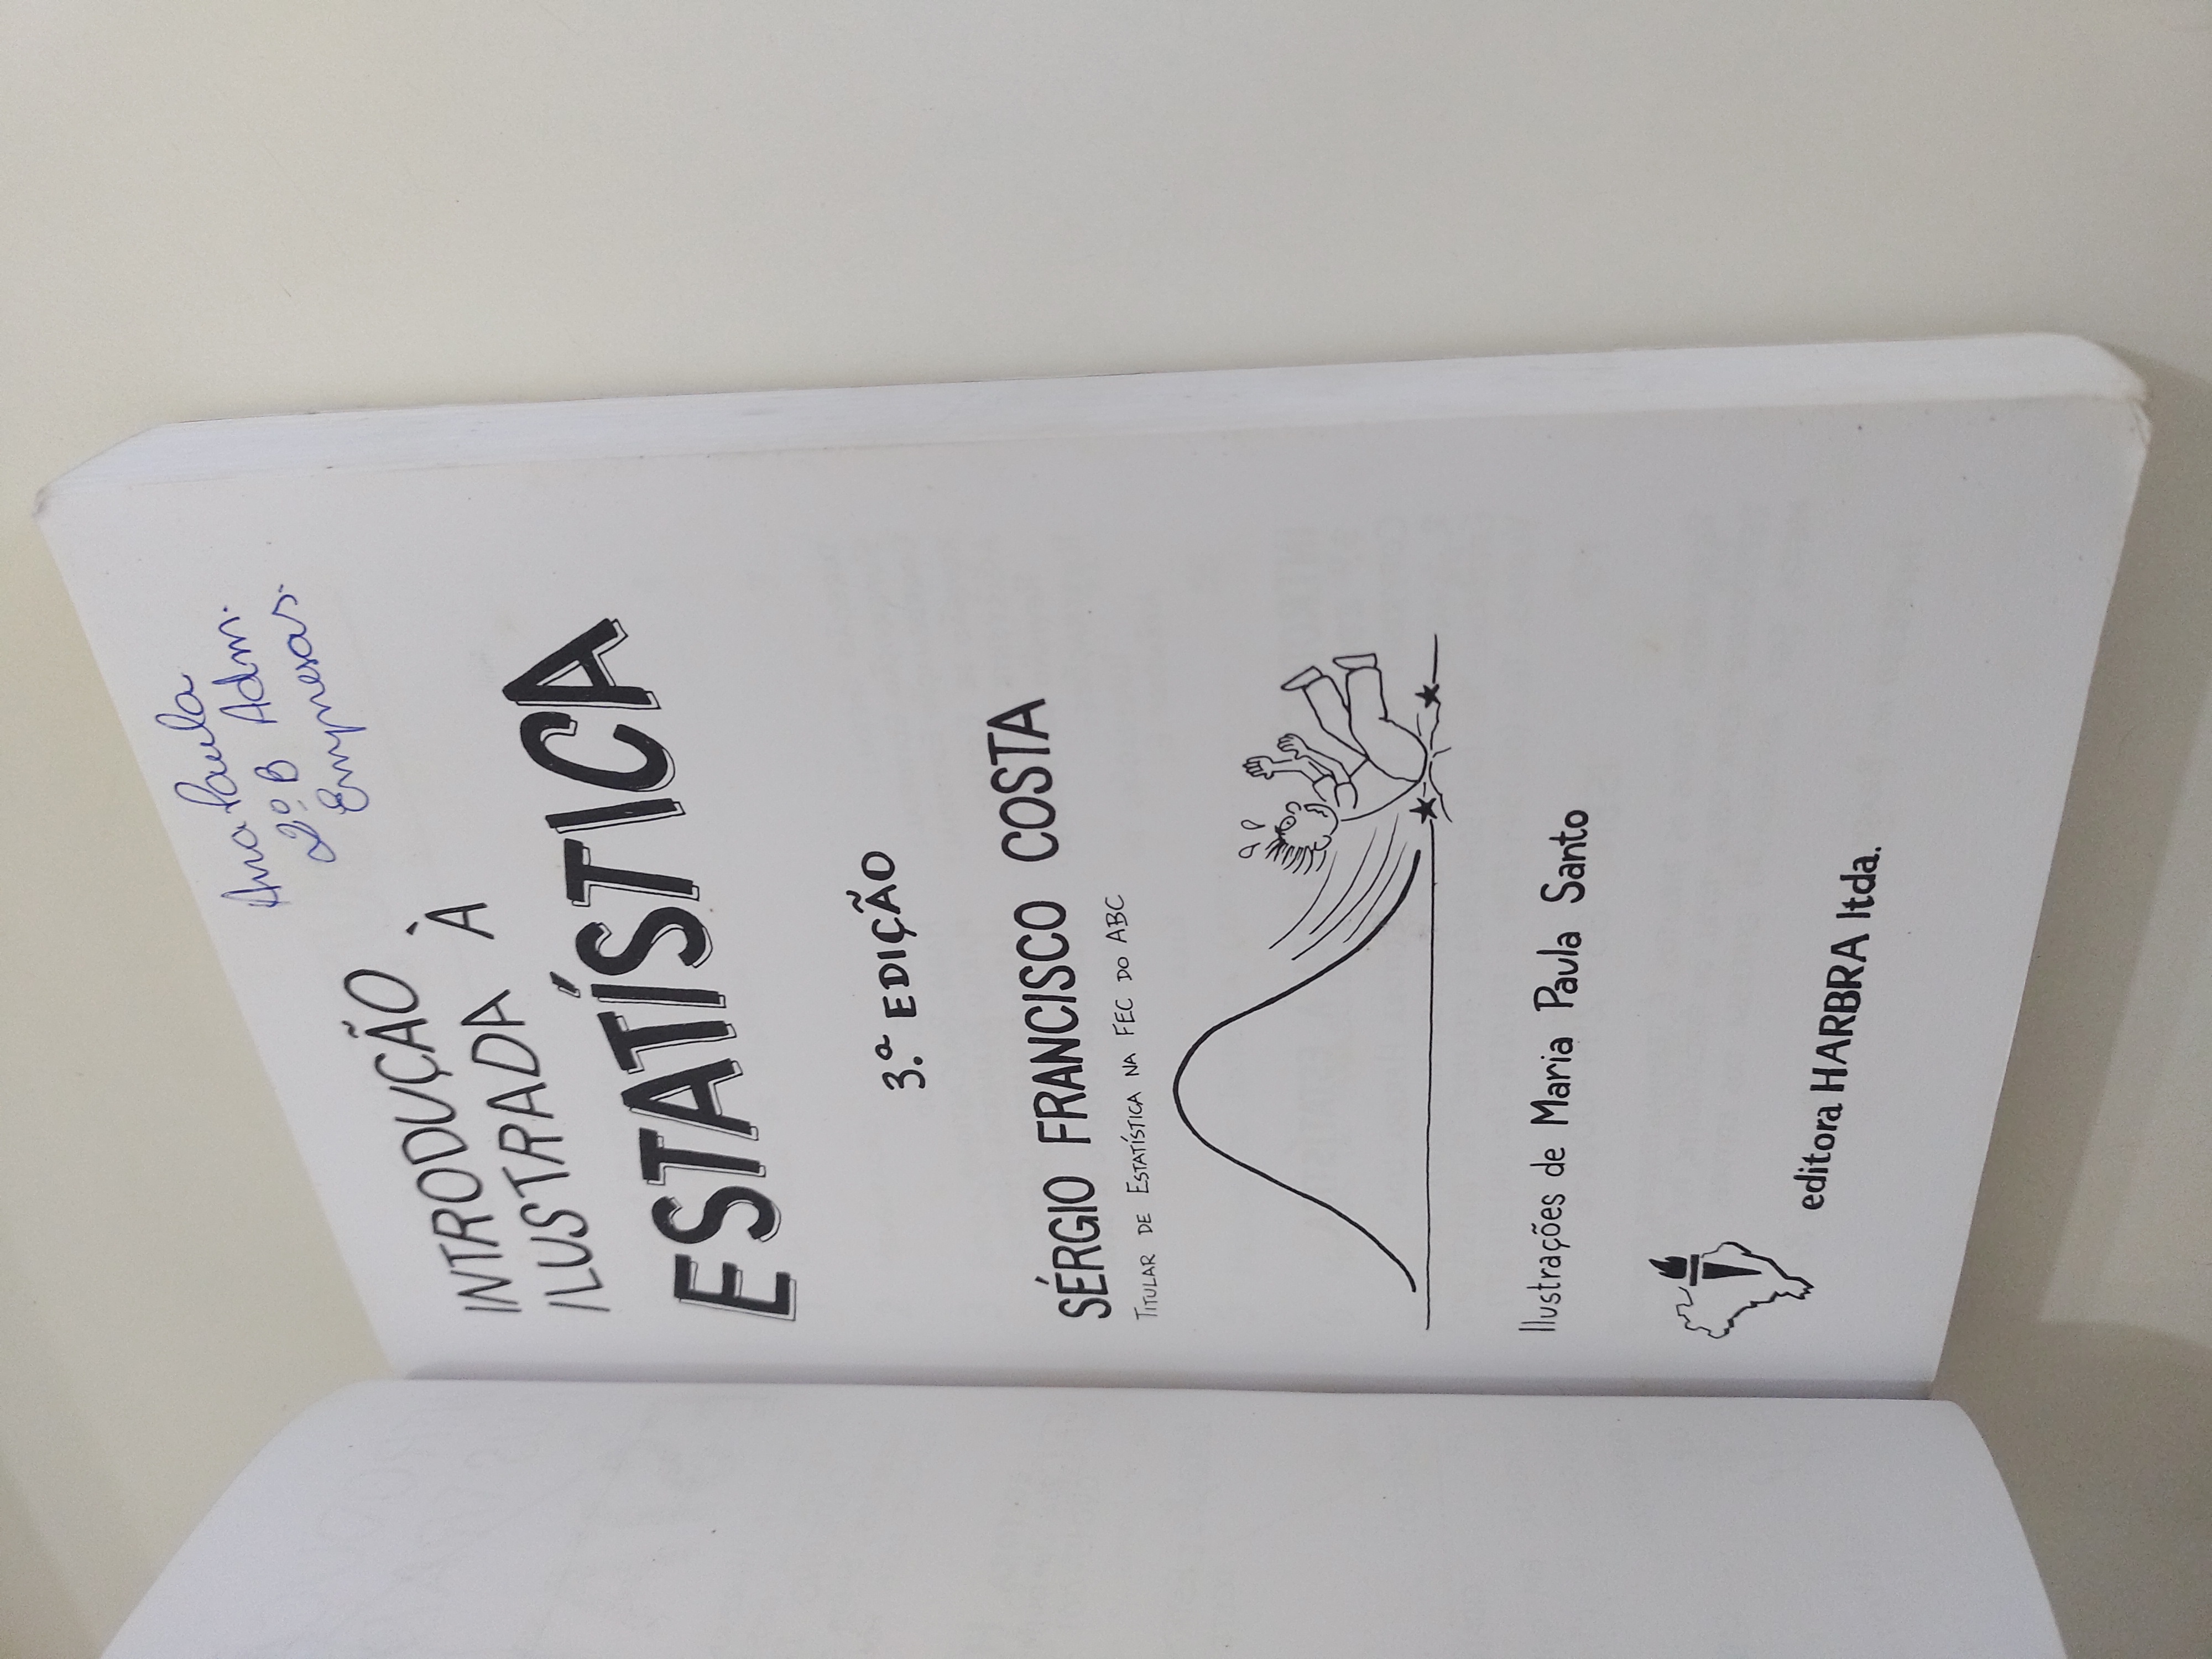 Ana Paula
2º B Adm.
Empresas.
INTRODUÇÃO
ILUSTRADA À
ESTATÍSTICA
3.ª EDIÇÃO
SÉRGIO FRANCISCO COSTA
TITULAR DE ESTATÍSTICA NA FEC DO ABC
Ilustrações de Maria Paula Santo
editora HARBRA ltda.